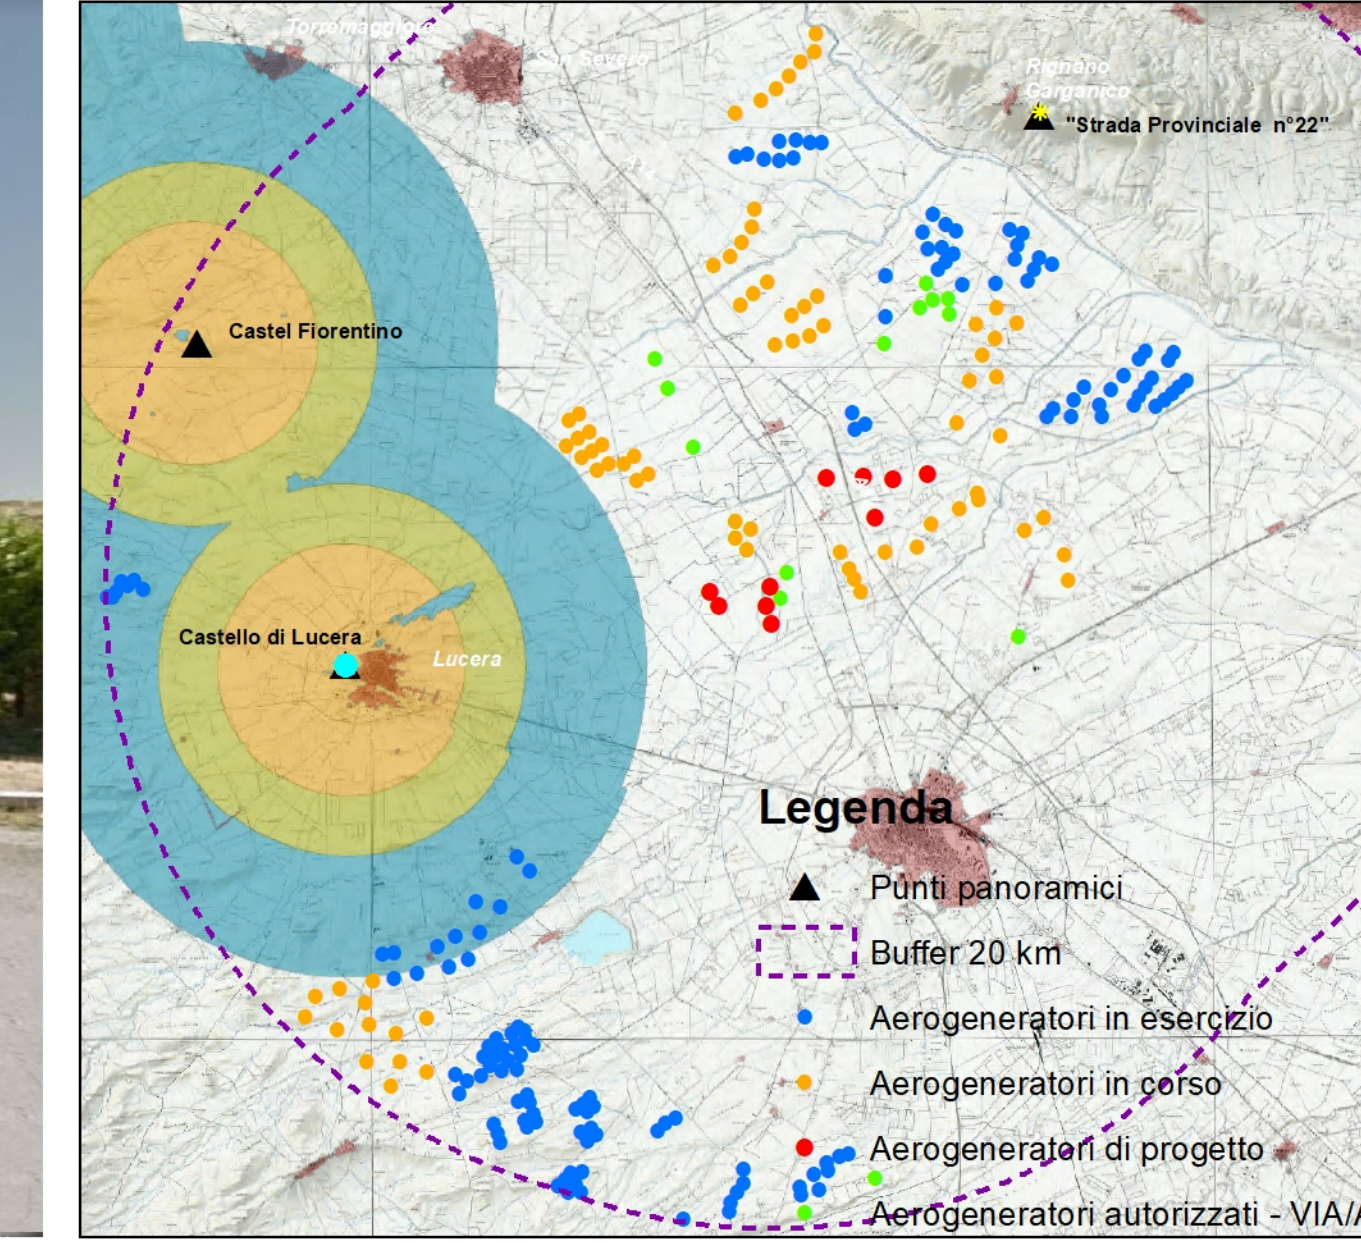 Torremaggiore
San Severo
Rignano
Garganico
"Strada Provinciale n°22"
Castel Fiorentino
Castello di Lucera
Lucera
Legenda
Punti panoramici
Buffer 20 km
Aerogeneratori in esercizio
Aerogeneratori in corso
Aerogeneratori di progetto
Aerogeneratori autorizzati - VIA/A